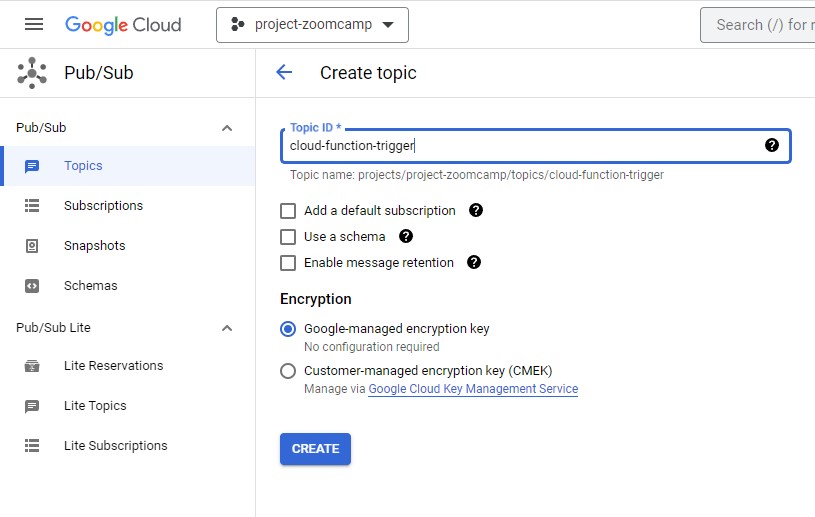 Google Cloud
project-zoomcamp
Search (/) for r
Pub/Sub
Create topic
Pub/Sub
Topics
Subscriptions
Snapshots
Schemas
Pub/Sub Lite
Lite Reservations
Lite Topics
Lite Subscriptions
Topic ID *
cloud-function-trigger
Topic name: projects/project-zoomcamp/topics/cloud-function-trigger
Add a default subscription
Use a schema
Enable message retention
Encryption
Google-managed encryption key
No configuration required
Customer-managed encryption key (CMEK)
Manage via Google Cloud Key Management Service
CREATE